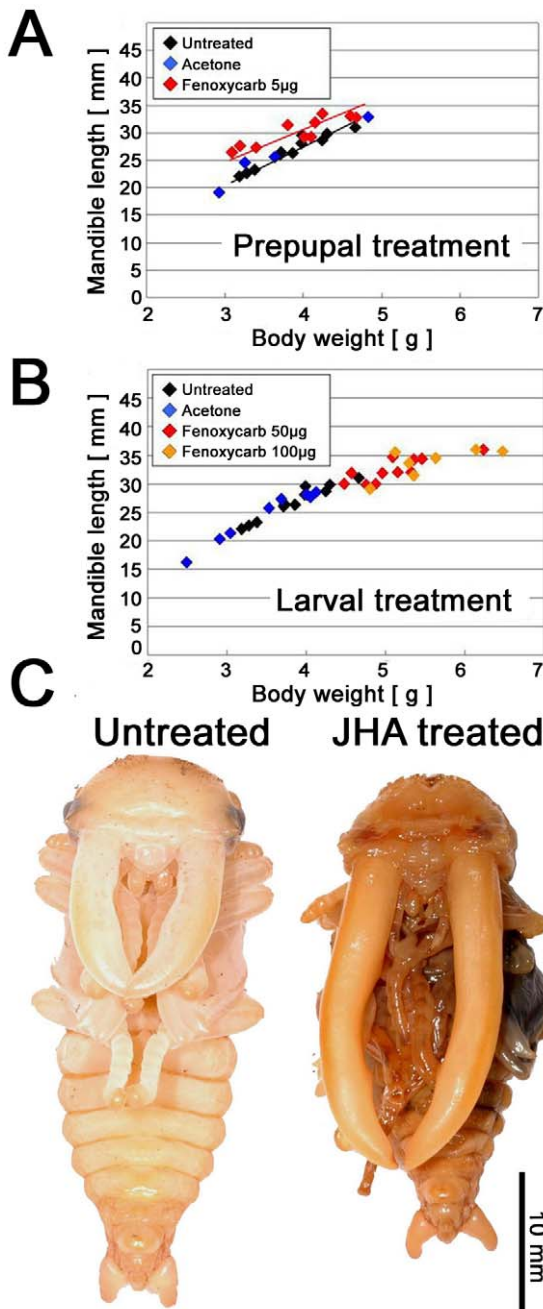 A
Mandible length [ mm ]
50
45
40
35
30
25
20
15
10
5
0
Untreated
Acetone
Fenoxycarb 5µg
Prepupal treatment
2 3 4 5 6 7
Body weight [ g ]
B
Mandible length [ mm ]
50
45
40
35
30
25
20
15
10
5
0
Untreated
Acetone
Fenoxycarb 50µg
Fenoxycarb 100µg
Larval treatment
2 3 4 5 6 7
Body weight [ g ]
C
Untreated
JHA treated
10 mm